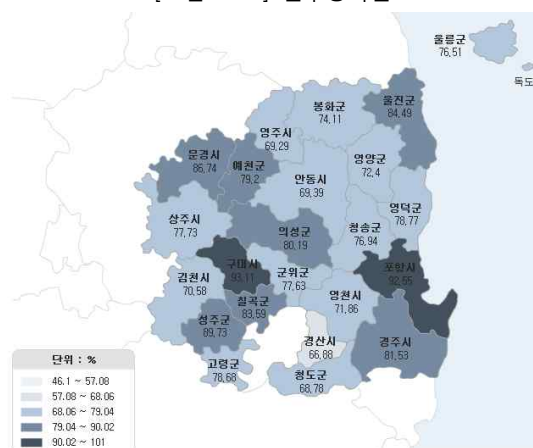 울릉군
76,51
독도
봉화군
74,11
울진군
84,49
영주시
69,29
문경시
86,74
예천군
79,2
안동시
69,39
영양군
72,4
영덕군
78,77
상주시
77,73
의성군
80,19
청송군
76,94
구미시
93,11
군위군
77,63
포항시
92,65
김천시
70,58
칠곡군
83,59
영천시
71,86
성주군
89,73
경산시
66,88
경주시
81,53
고령군
78,68
청도군
68,78
단위 : %
46.1 ~ 57.08
57.08 ~ 68.06
68.06 ~ 79.04
79.04 ~ 90.02
90.02 ~ 101